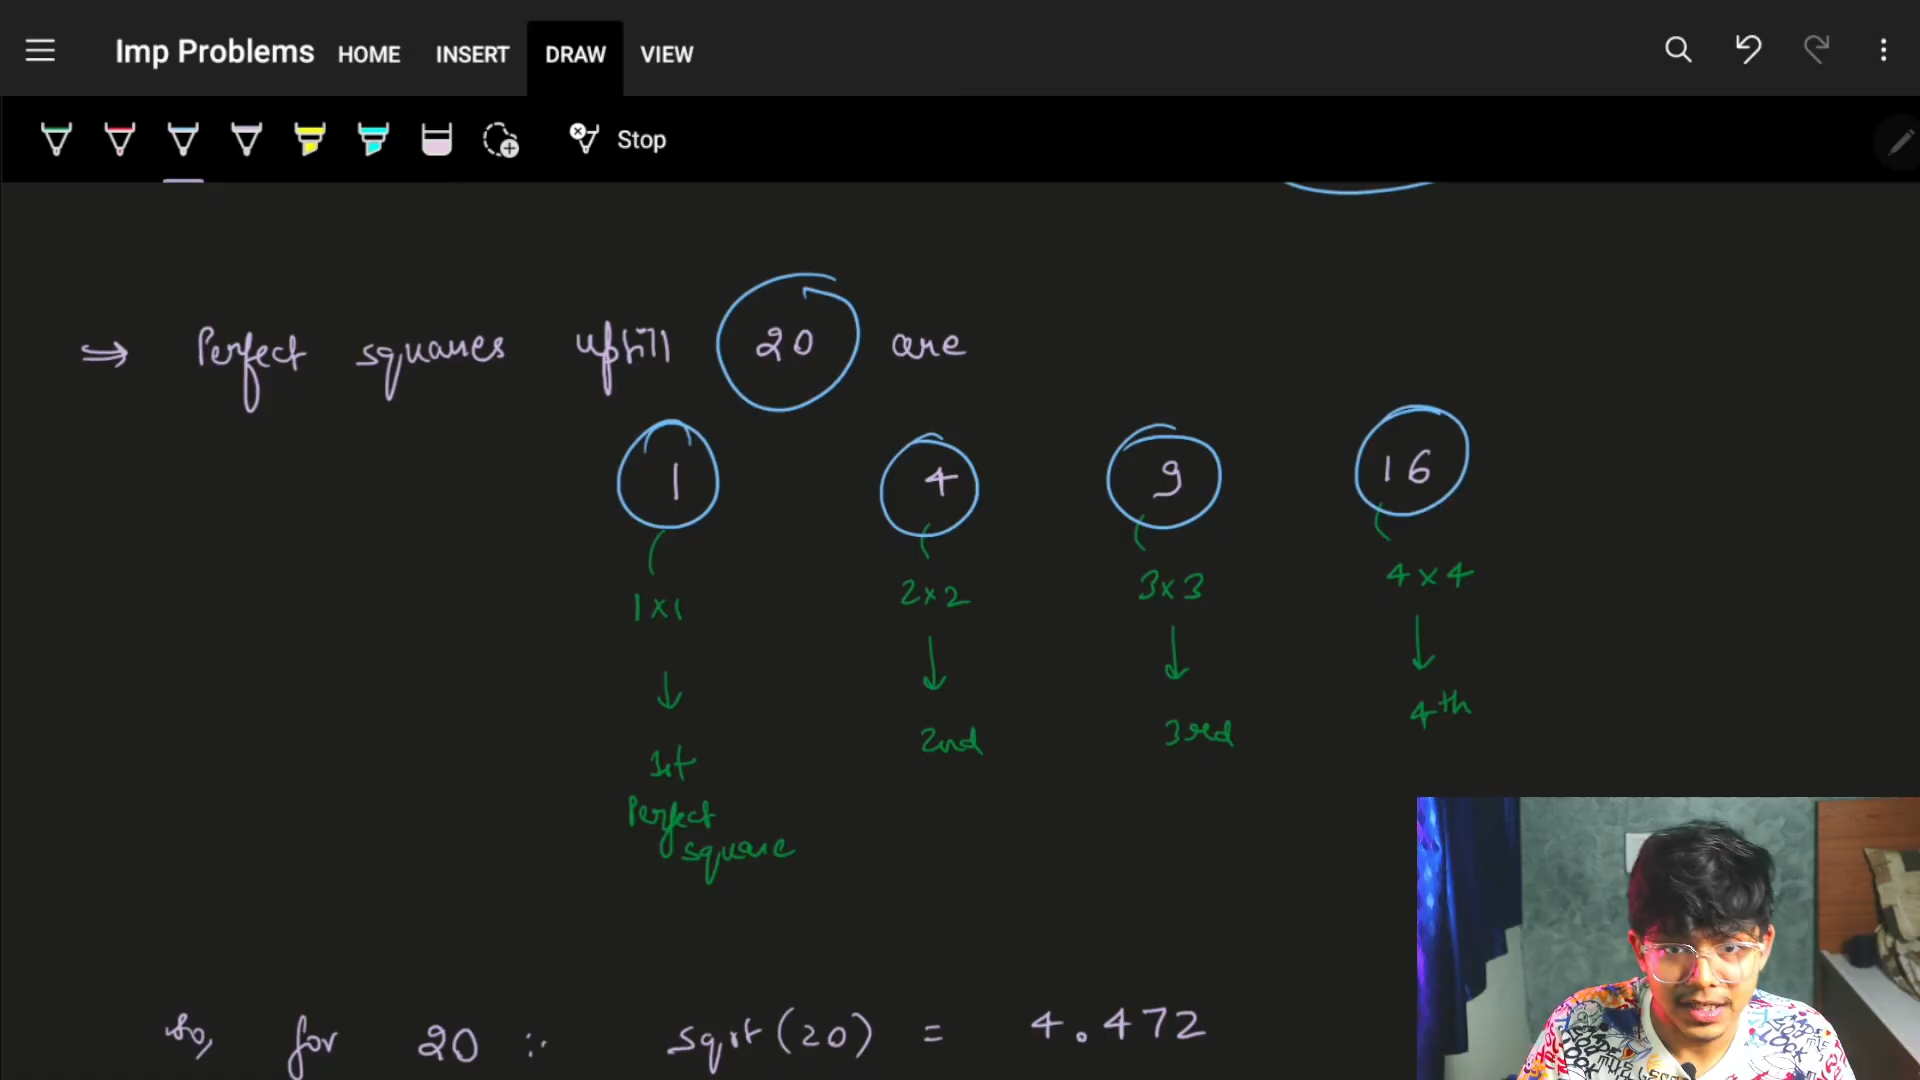 Imp Problems HOME INSERT DRAW VIEW
Stop
⇒ Perfect squares uptill 20 are
1 4 9 16
1x1 2x2 3x3 4x4
↓ ↓ ↓ ↓
1st 2nd 3rd 4th
Perfect
square
so, for 20 :· sqrt(20) = 4.472